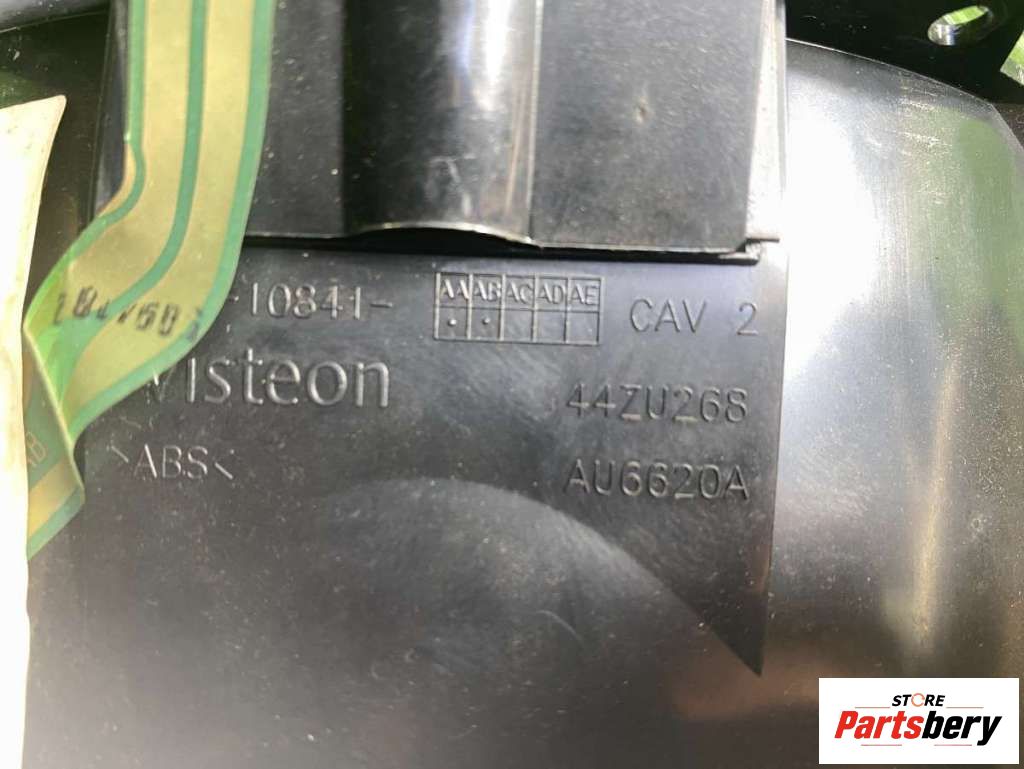 -10841-
AA AB AC AD AE
CAV 2
Visteon
44ZU268
>ABS<
AU6620A
STORE
Partsbery